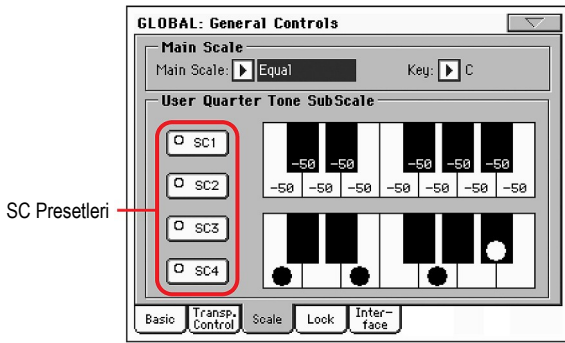 GLOBAL: General Controls
Main Scale
Main Scale: Equal Key: C
User Quarter Tone SubScale
SC1
-50 -50 -50 -50 -50
SC2
-50 -50 -50 -50 -50 -50 -50
SC Presetleri
SC3
SC4
Basic Transp. Control Scale Lock Inter-face